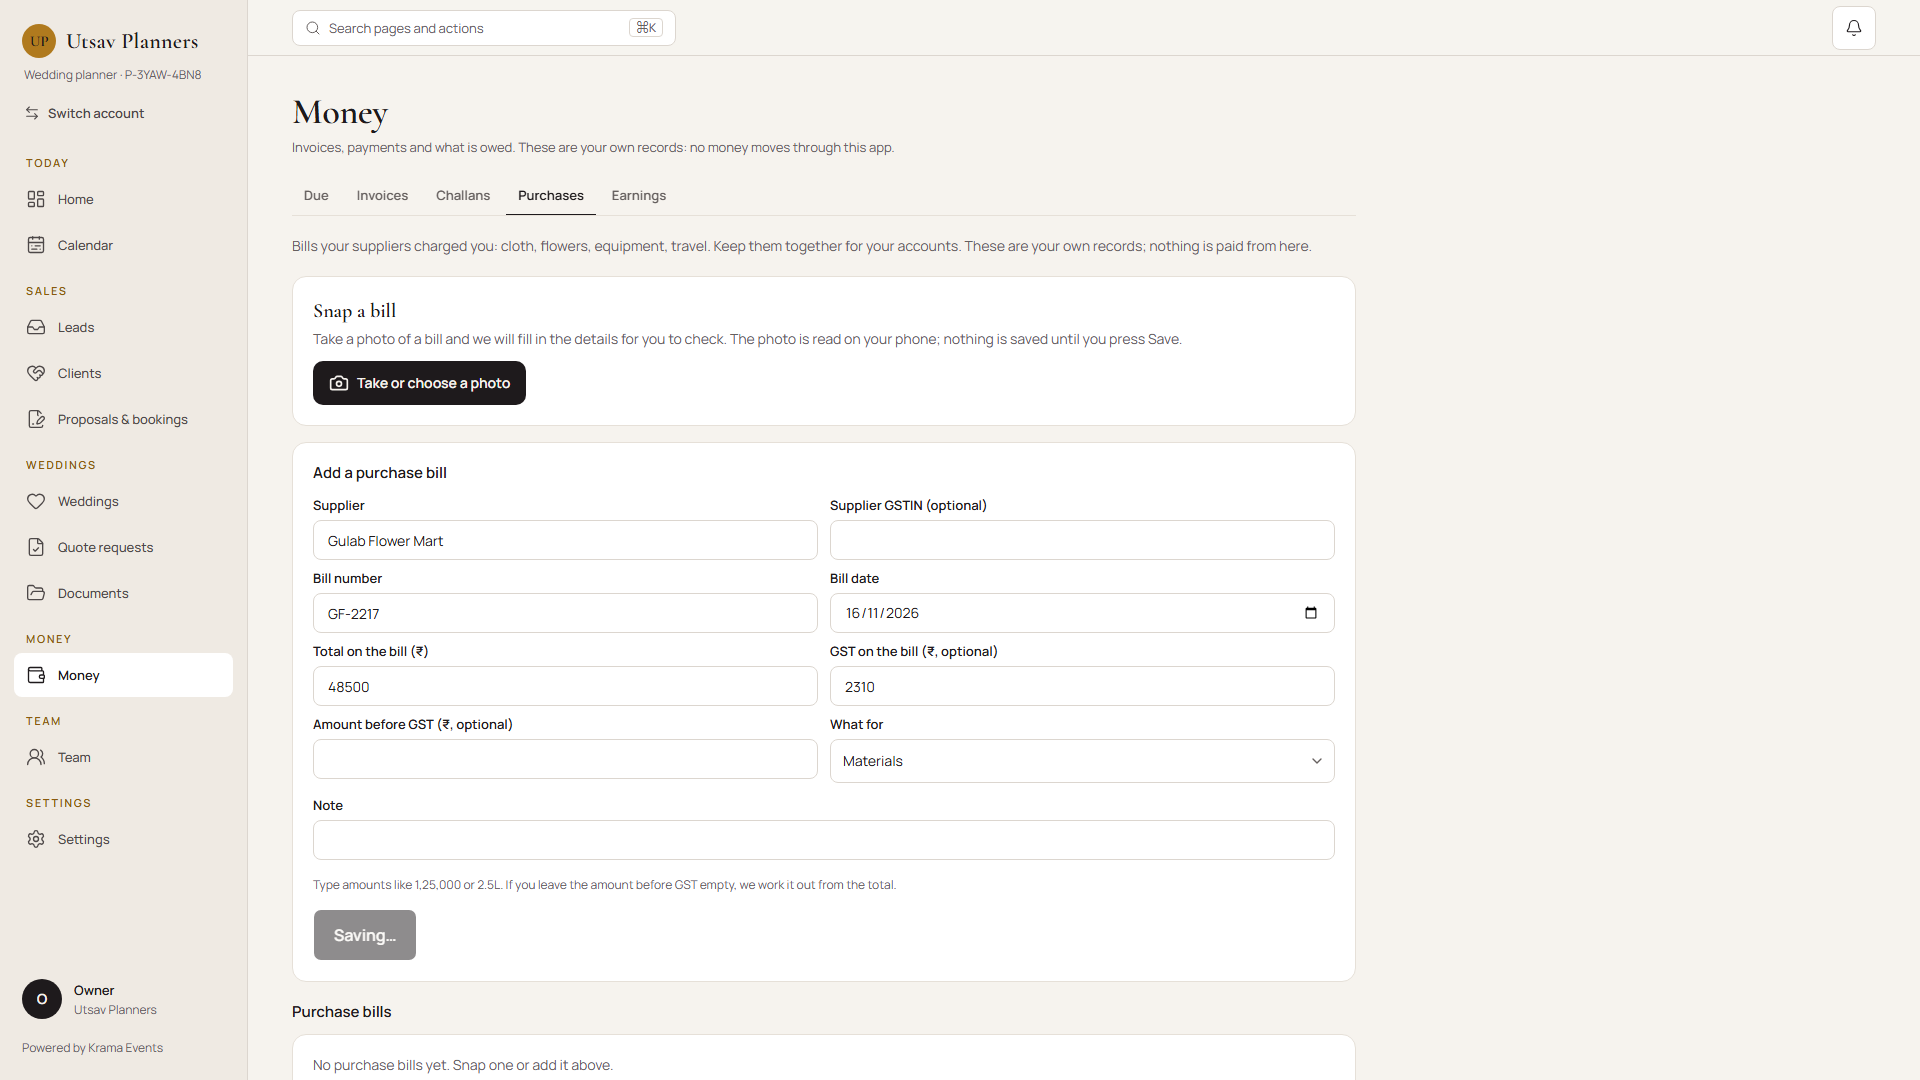 UP Utsav Planners
Wedding planner · P-3YAW-4BN8
Switch account
TODAY
Home
Calendar
SALES
Leads
Clients
Proposals & bookings
WEDDINGS
Weddings
Quote requests
Documents
MONEY
Money
TEAM
Team
SETTINGS
Settings
O
Owner
Utsav Planners
Powered by Krama Events
Search pages and actions ⌘K
Money
Invoices, payments and what is owed. These are your own records: no money moves through this app.
Due Invoices Challans Purchases Earnings
Bills your suppliers charged you: cloth, flowers, equipment, travel. Keep them together for your accounts. These are your own records; nothing is paid from here.
Snap a bill
Take a photo of a bill and we will fill in the details for you to check. The photo is read on your phone; nothing is saved until you press Save.
Take or choose a photo
Add a purchase bill
Supplier Supplier GSTIN (optional)
Gulab Flower Mart
Bill number Bill date
GF-2217 16/11/2026
Total on the bill (₹) GST on the bill (₹, optional)
48500 2310
Amount before GST (₹, optional) What for
Materials
Note
Type amounts like 1,25,000 or 2.5L. If you leave the amount before GST empty, we work it out from the total.
Saving...
Purchase bills
No purchase bills yet. Snap one or add it above.